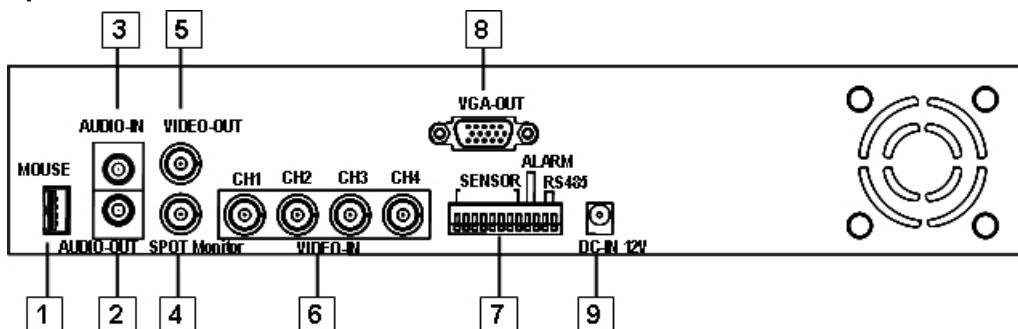 3 5 8
VGA-OUT
AUDIO-IN VIDEO-OUT
ALARM
MOUSE CH1 CH2 CH3 CH4 SENSOR RS485
AUDIO-OUT SPOT Monitor VIDEO-IN DC-IN 12V
1 2 4 6 7 9